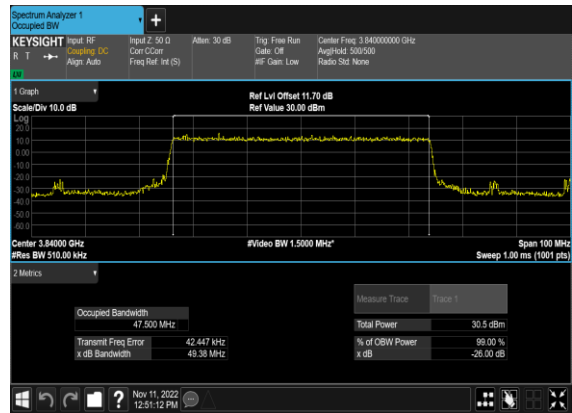 Spectrum Analyzer 1
Occupied BW
+
KEYSIGHT Input: RF Input Z: 50 Ω Atten: 30 dB Trig: Free Run Center Freq: 3.840000000 GHz
R T Coupling: DC Corr CCorr Gate: Off Avg|Hold: 500/500
Align: Auto Freq Ref: Int (S) #IF Gain: Low Radio Std: None
LW
1 Graph
Ref Lvl Offset 11.70 dB
Scale/Div 10.0 dB Ref Value 30.00 dBm
Log
20.0
10.0
0.00
-10.0
-20.0
-30.0
-40.0
-50.0
-60.0
Center 3.84000 GHz #Video BW 1.5000 MHz* Span 100 MHz
#Res BW 510.00 kHz Sweep 1.00 ms (1001 pts)
2 Metrics
Measure Trace Trace 1
Occupied Bandwidth
47.500 MHz Total Power 30.5 dBm
Transmit Freq Error 42.447 kHz % of OBW Power 99.00 %
x dB Bandwidth 49.38 MHz x dB -26.00 dB
? Nov 11, 2022
12:51:12 PM